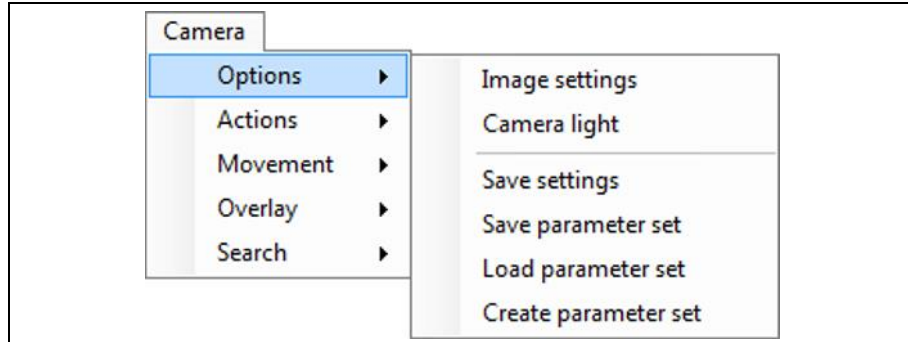 Camera
Options
Actions
Movement
Overlay
Search
Image settings
Camera light
Save settings
Save parameter set
Load parameter set
Create parameter set